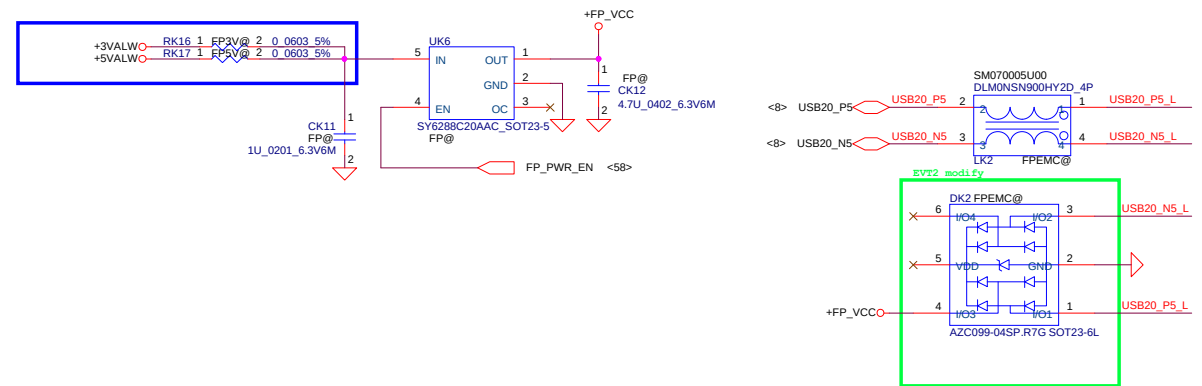 +3VALW RK16 1 FP3V@ 2 0_0603_5%
+5VALW RK17 1 FP5V@ 2 0_0603_5%
+FP_VCC
UK6
5 IN OUT 1
GND 2
4 EN OC 3
SY6288C20AAC_SOT23-5
FP@
1
CK11
FP@
1U_0201_6.3V6M
2
1
FP@
CK12
4.7U_0402_6.3V6M
2
FP_PWR_EN <58>
SM070005U00
DLM0NSN900HY2D_4P
<8> USB20_P5 USB20_P5 2 2 1 1 USB20_P5_L
<8> USB20_N5 USB20_N5 3 3 4 4 USB20_N5_L
LK2 FPEMC@
EVT2 modify
DK2 FPEMC@
6 I/O4 I/O2 3 USB20_N5_L
5 VDD GND 2
+FP_VCC 4 I/O3 I/O1 1 USB20_P5_L
AZC099-04SP.R7G SOT23-6L